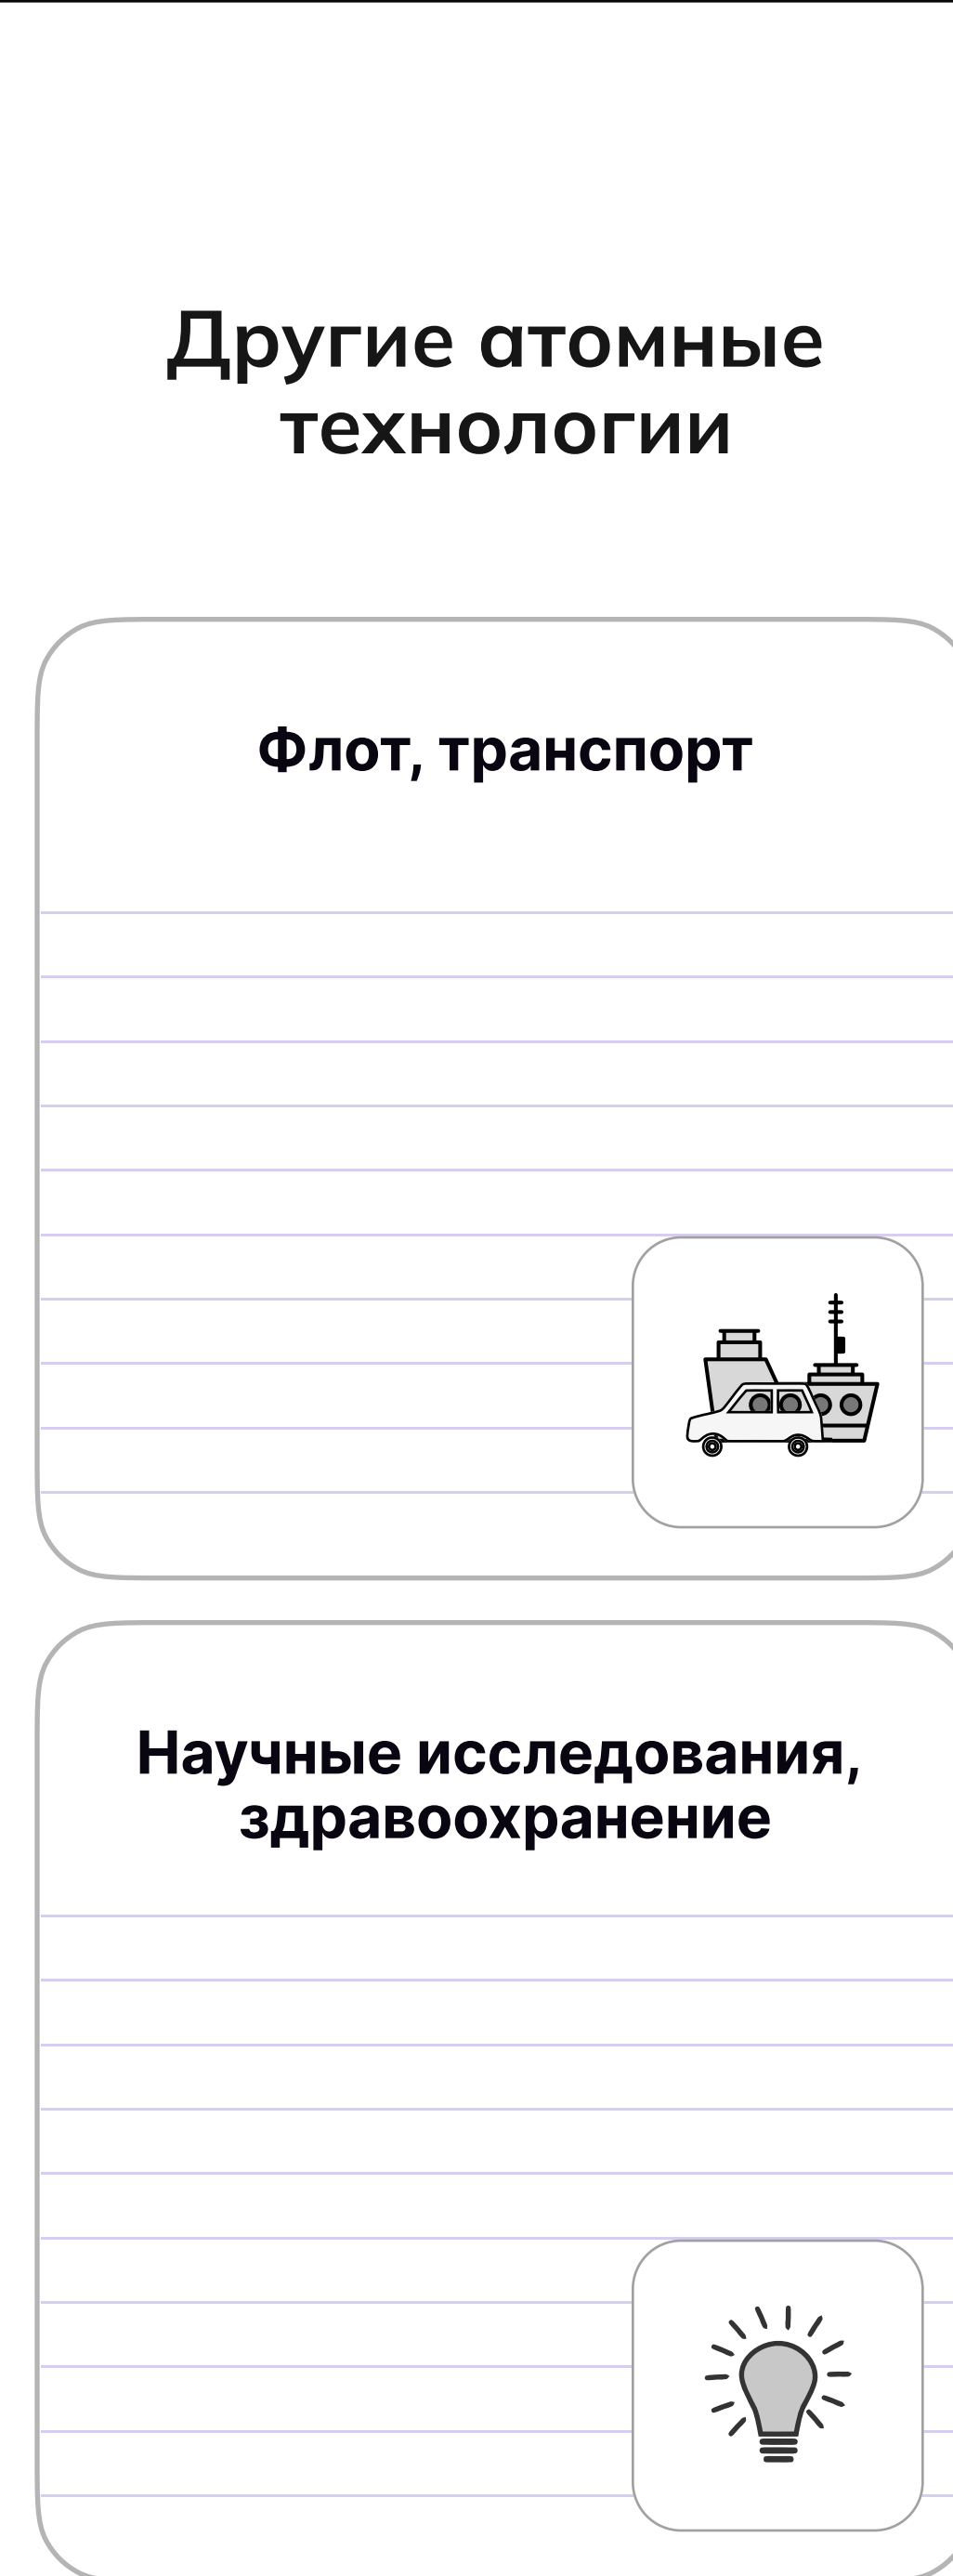 Другие атомные
технологии
Флот, транспорт
Научные исследования,
здравоохранение